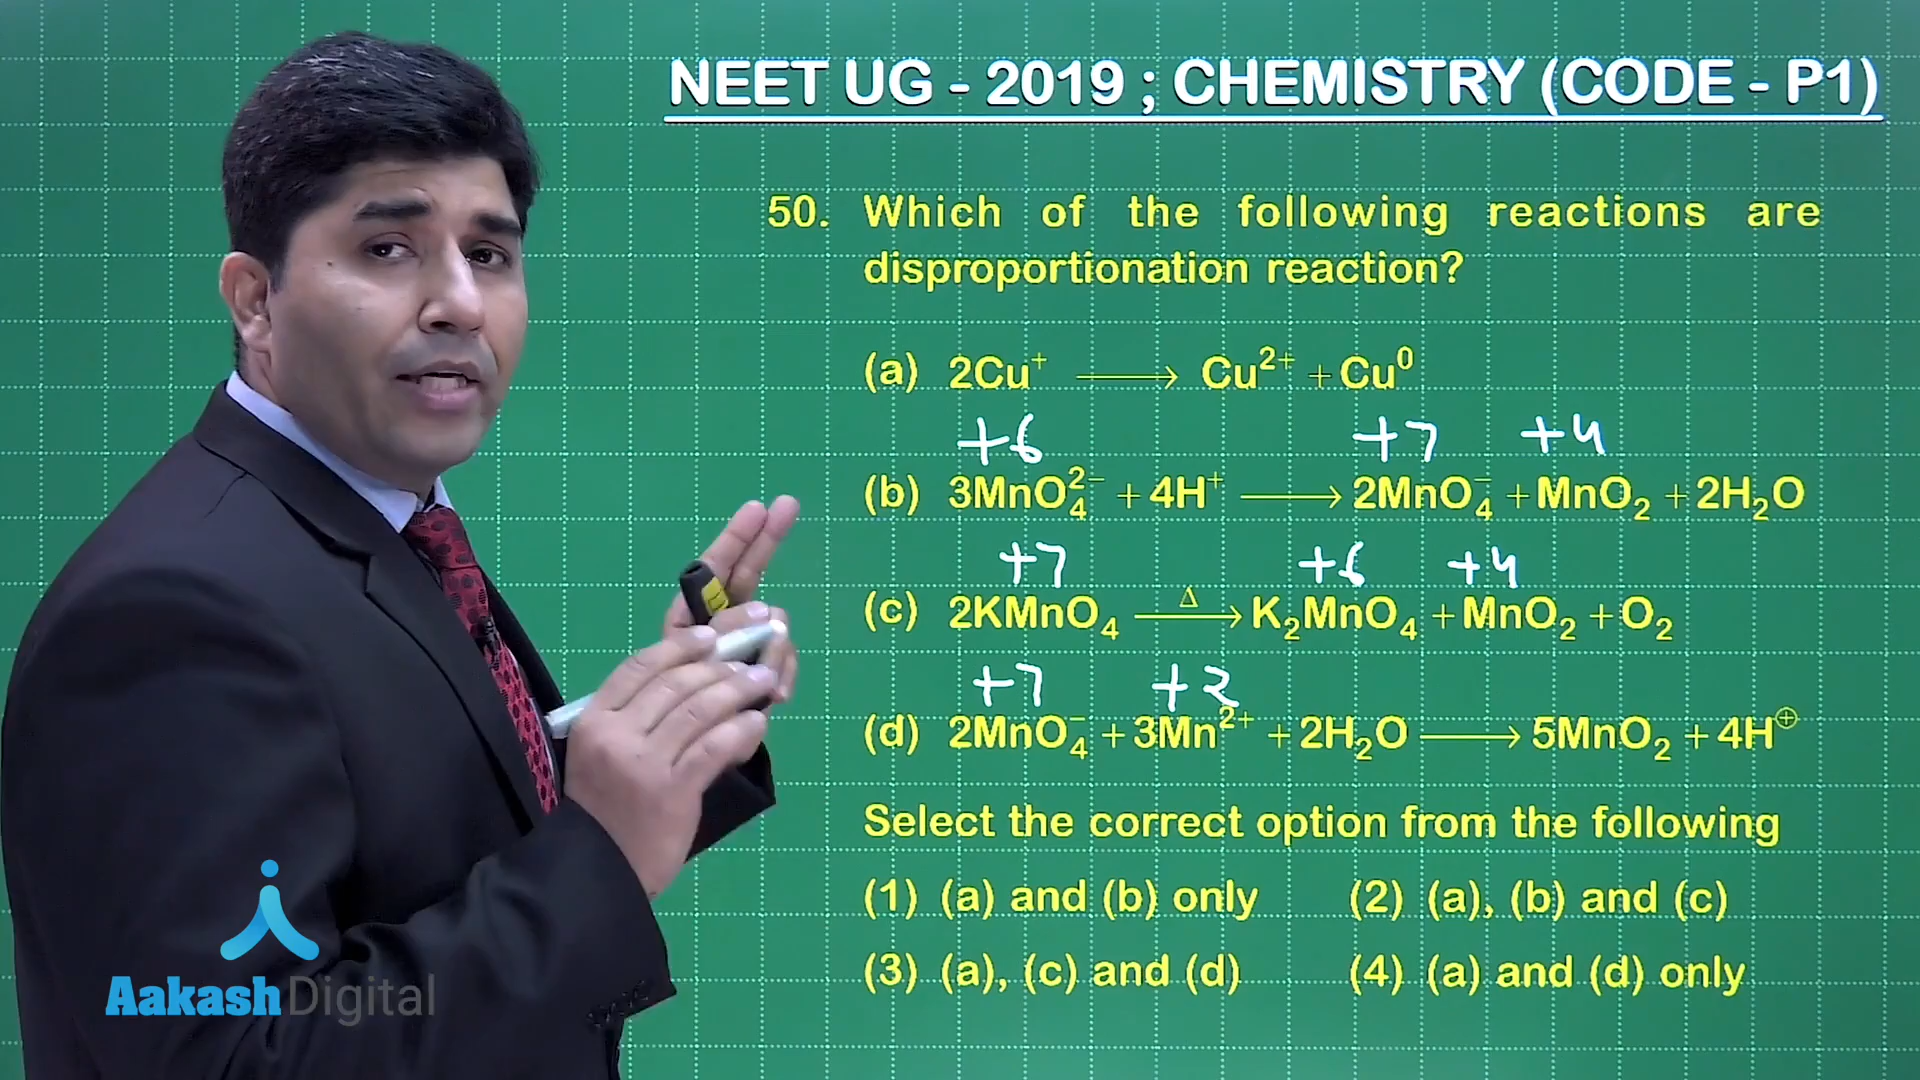 NEET UG - 2019 ; CHEMISTRY (CODE - P1)
50. Which of the following reactions are
disproportionation reaction?
(a) 2Cu⁺ ⟶ Cu²⁺ + Cu⁰
+6 +7 +4
(b) 3MnO₄²⁻ + 4H⁺ ⟶ 2MnO₄⁻ + MnO₂ + 2H₂O
+7 +6 +4
(c) 2KMnO₄ —Δ→ K₂MnO₄ + MnO₂ + O₂
+7 +2
(d) 2MnO₄⁻ + 3Mn²⁺ + 2H₂O ⟶ 5MnO₂ + 4H^⊕
Select the correct option from the following
(1) (a) and (b) only (2) (a), (b) and (c)
(3) (a), (c) and (d) (4) (a) and (d) only
Aakash Digital